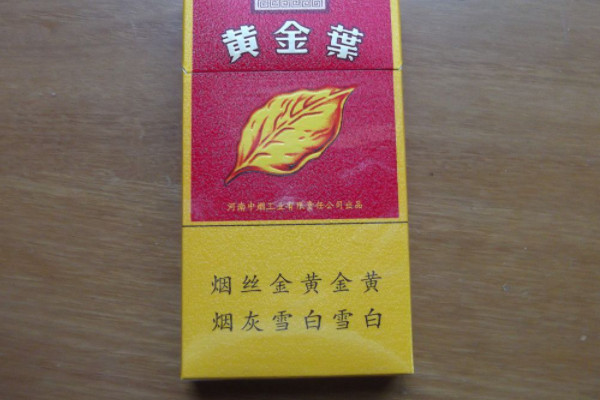 黄金葉
河南中烟工业有限责任公司出品
烟丝金黄金黄
烟灰雪白雪白